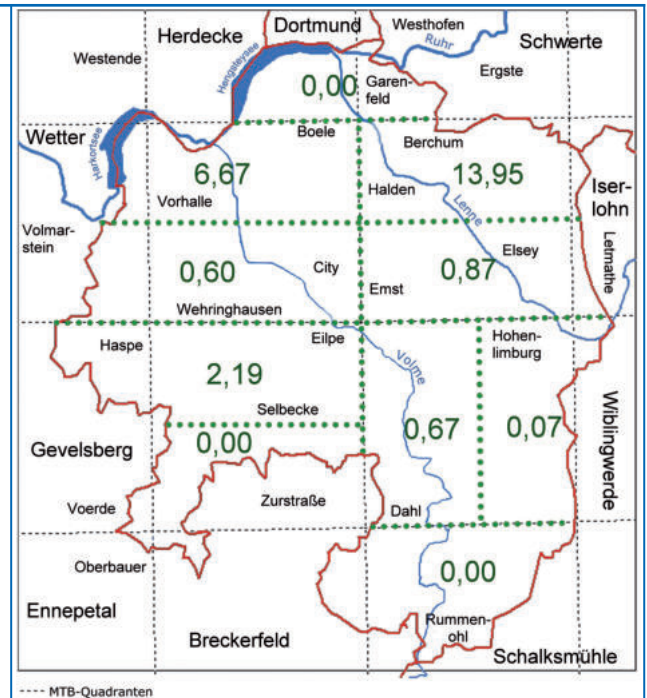 Herdecke
Dortmund
Westhofen
Schwerte
Westende
Ruhr
Ergste
Hengsteysee
0,00
Garen-
feld
Wetter
Harkortsee
Boele
Berchum
6,67
13,95
Iser-
lohn
Vorhalle
Halden
Lenne
Volmar-
stein
Letmathe
0,60
City
Elsey
0,87
Emst
Wehringhausen
Haspe
Eilpe
Hohen-
limburg
Volme
2,19
Selbecke
0,67
0,07
Wiblingwerde
Gevelsberg
0,00
Zurstraße
Voerde
Dahl
Oberbauer
0,00
Ennepetal
Rummen-
ohl
Breckerfeld
Schalksmühle
---- MTB-Quadranten